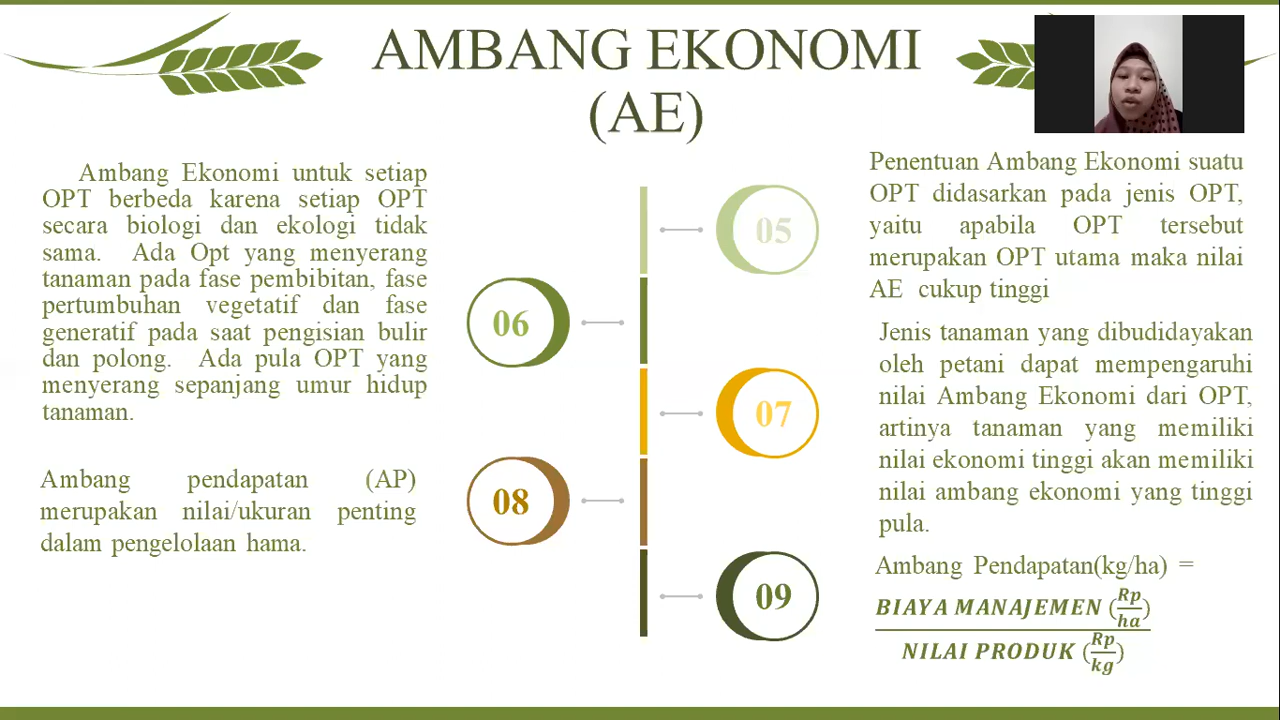 AMBANG EKONOMI
(AE)
05
Penentuan Ambang Ekonomi suatu
OPT didasarkan pada jenis OPT,
yaitu apabila OPT tersebut
merupakan OPT utama maka nilai
AE cukup tinggi
Ambang Ekonomi untuk setiap
OPT berbeda karena setiap OPT
secara biologi dan ekologi tidak
sama. Ada Opt yang menyerang
tanaman pada fase pembibitan, fase
pertumbuhan vegetatif dan fase
generatif pada saat pengisian bulir
dan polong. Ada pula OPT yang
menyerang sepanjang umur hidup
tanaman.
06
07
Jenis tanaman yang dibudidayakan
oleh petani dapat mempengaruhi
nilai Ambang Ekonomi dari OPT,
artinya tanaman yang memiliki
nilai ekonomi tinggi akan memiliki
nilai ambang ekonomi yang tinggi
pula.
Ambang pendapatan (AP)
merupakan nilai/ukuran penting
dalam pengelolaan hama.
08
09
Ambang Pendapatan(kg/ha) =
BIAYA MANAJEMEN (Rp/ha)
NILAI PRODUK (Rp/kg)